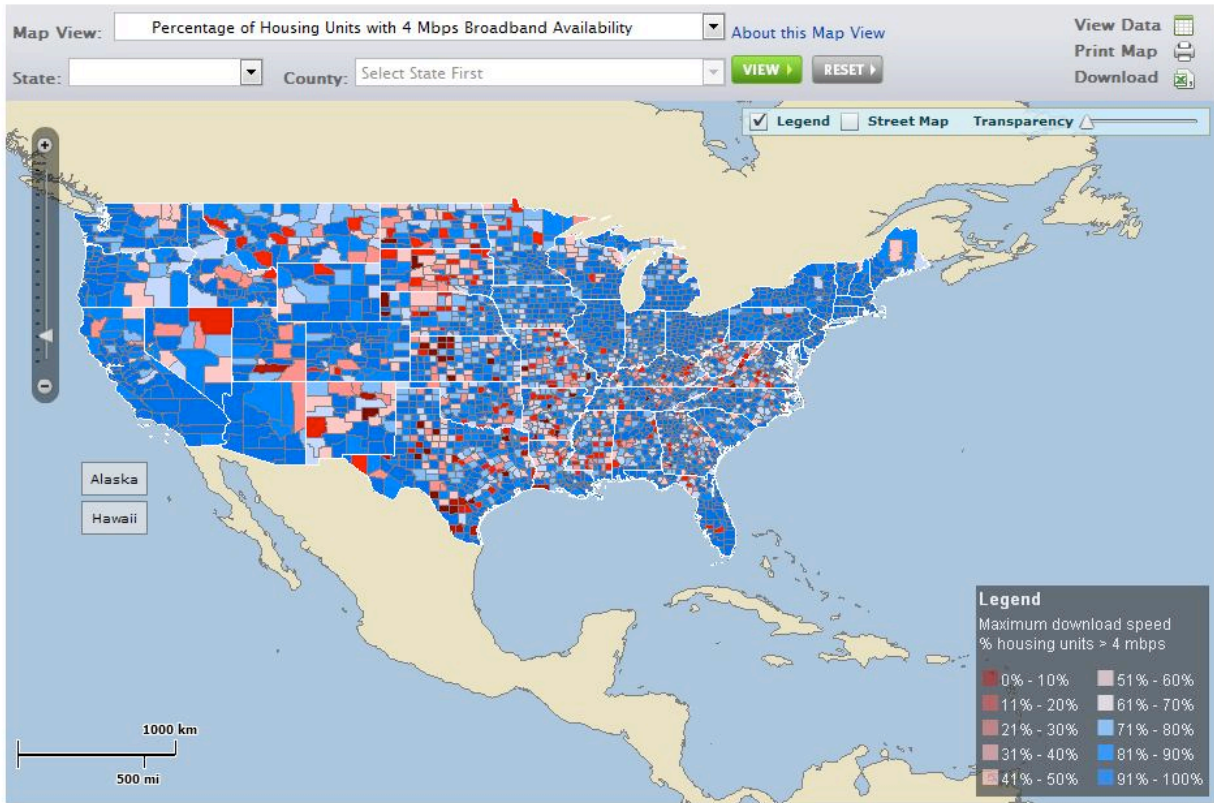 Map View: Percentage of Housing Units with 4 Mbps Broadband Availability About this Map View
View Data
Print Map
State: County: Select State First VIEW RESET
Download
Legend Street Map Transparency
Alaska
Hawaii
Legend
Maximum download speed
% housing units > 4 mbps
0% - 10% 51% - 60%
11% - 20% 61% - 70%
21% - 30% 71% - 80%
31% - 40% 81% - 90%
41% - 50% 91% - 100%
1000 km
500 mi